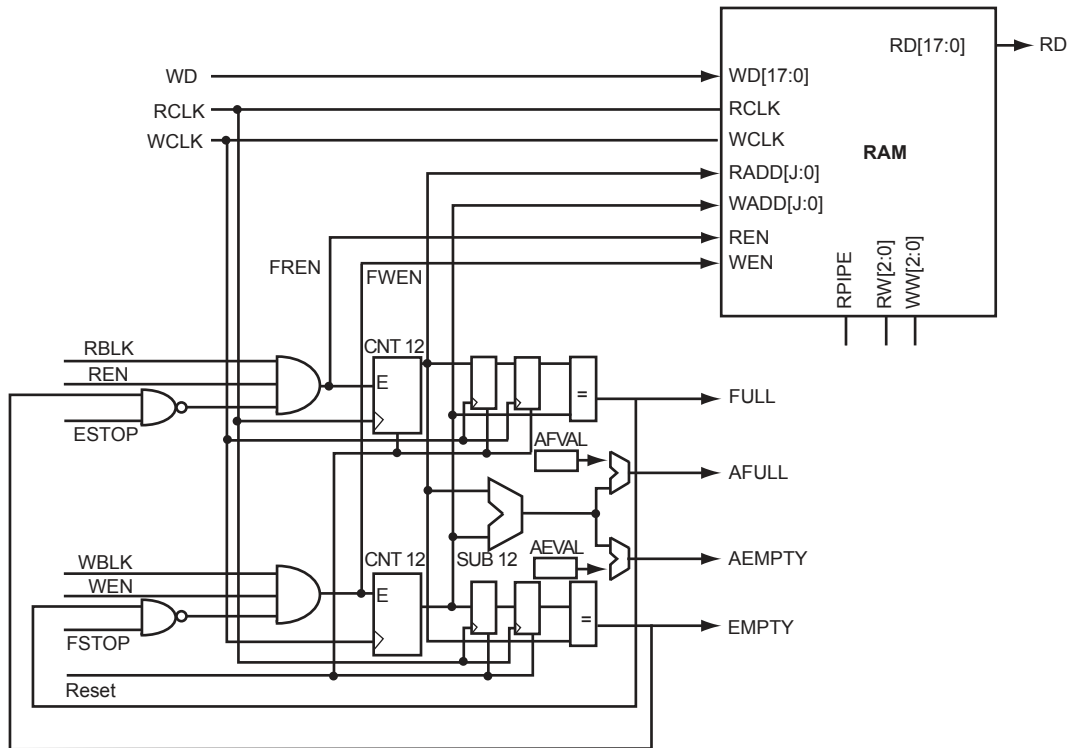 RD[17:0]
RD
WD
WD[17:0]
RCLK
RCLK
WCLK
WCLK
RAM
RADD[J:0]
WADD[J:0]
REN
FREN
FWEN
WEN
RPIPE
RW[2:0]
WW[2:0]
RBLK
CNT 12
REN
E
=
FULL
ESTOP
AFVAL
AFULL
CNT 12
SUB 12
AEVAL
AEMPTY
WBLK
WEN
E
=
EMPTY
FSTOP
Reset